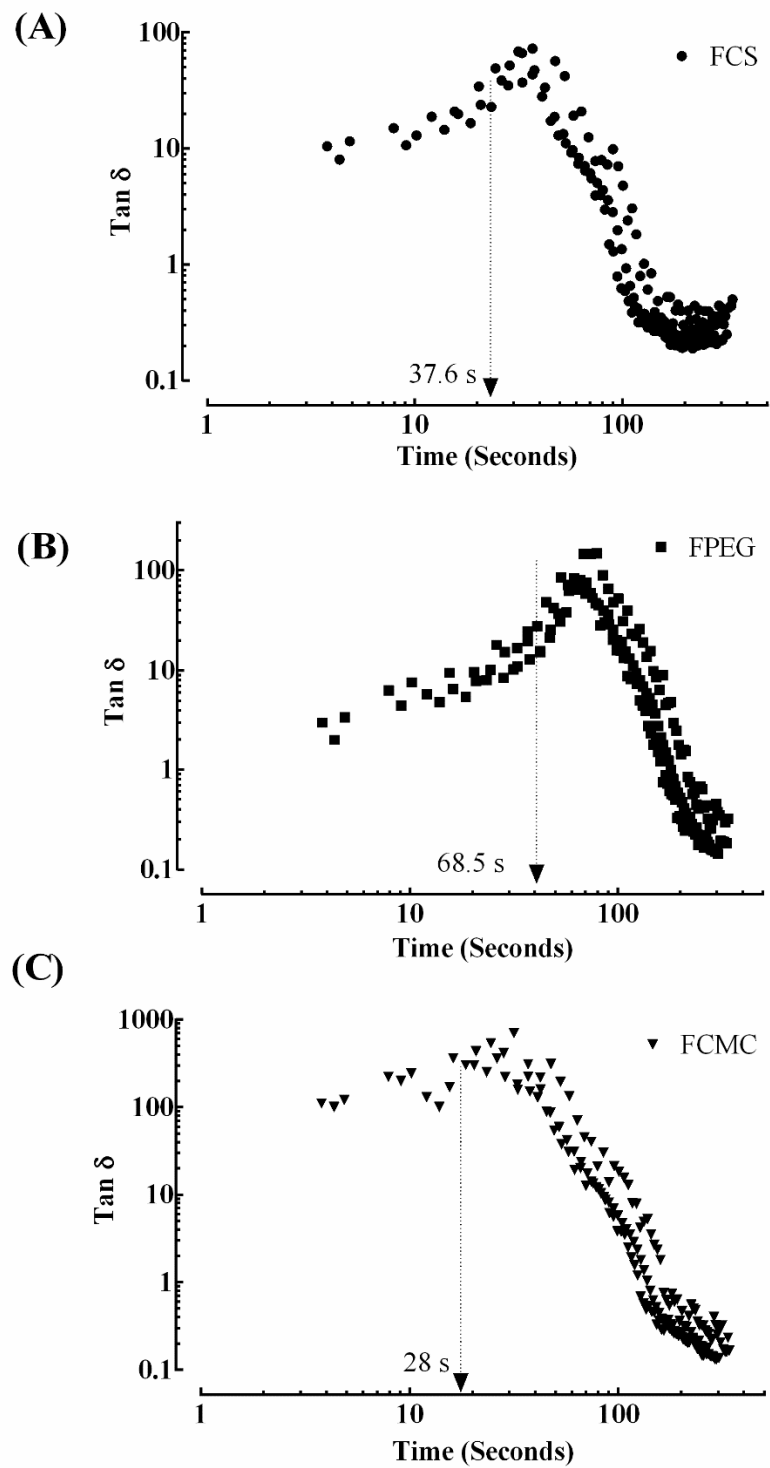 (A)
FCS
100
10
1
0.1
Tan δ
37.6 s
1 10 100
Time (Seconds)
(B)
FPEG
100
10
1
0.1
Tan δ
68.5 s
1 10 100
Time (Seconds)
(C)
FCMC
1000
100
10
1
0.1
Tan δ
28 s
1 10 100
Time (Seconds)